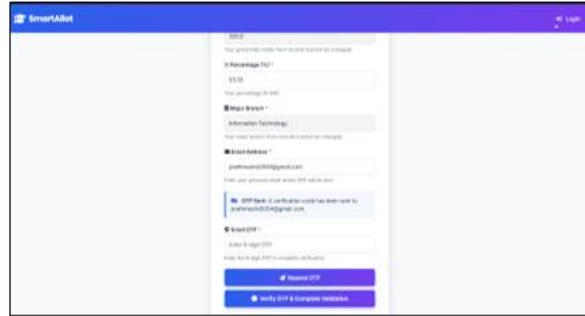 SmartAllot
Login
Your grand total marks from records (cannot be changed)
Percentage (%) *
Your percentage (0-100)
Major Branch *
Information Technology
Your major branch from records (cannot be changed)
Email Address *
Enter your personal email where OTP will be sent
OTP Sent: A verification code has been sent to
Email OTP *
Enter 6-digit OTP
Enter the 6-digit OTP to complete verification
Resend OTP
Verify OTP & Complete Validation